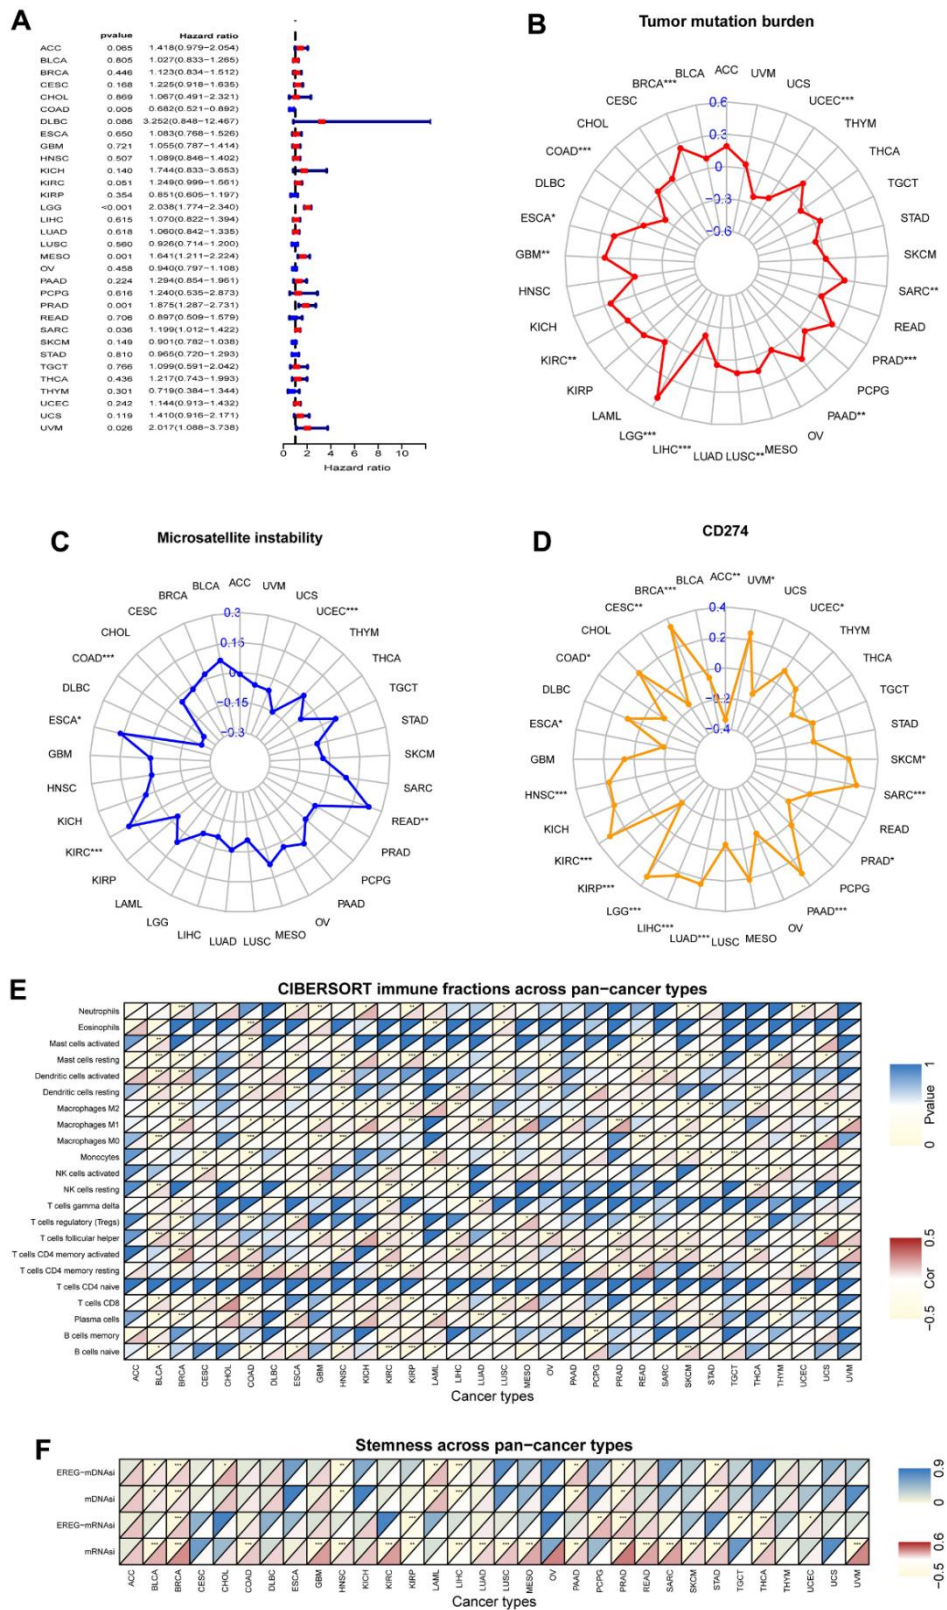 A
pvalue Hazard ratio
ACC 0.065 1.418(0.979−2.054)
BLCA 0.805 1.027(0.833−1.265)
BRCA 0.446 1.123(0.834−1.512)
CESC 0.168 1.225(0.918−1.635)
CHOL 0.869 1.067(0.491−2.321)
COAD 0.005 0.682(0.521−0.892)
DLBC 0.086 3.252(0.848−12.467)
ESCA 0.650 1.083(0.768−1.526)
GBM 0.721 1.055(0.787−1.414)
HNSC 0.507 1.089(0.846−1.402)
KICH 0.140 1.744(0.833−3.653)
KIRC 0.051 1.249(0.999−1.561)
KIRP 0.354 0.851(0.605−1.197)
LGG <0.001 2.038(1.774−2.340)
LIHC 0.615 1.070(0.822−1.394)
LUAD 0.618 1.060(0.842−1.335)
LUSC 0.560 0.926(0.714−1.200)
MESO 0.001 1.641(1.211−2.224)
OV 0.458 0.940(0.797−1.108)
PAAD 0.224 1.294(0.854−1.961)
PCPG 0.616 1.240(0.535−2.873)
PRAD 0.001 1.875(1.287−2.731)
READ 0.706 0.897(0.509−1.579)
SARC 0.036 1.199(1.012−1.422)
SKCM 0.149 0.901(0.782−1.038)
STAD 0.810 0.965(0.720−1.293)
TGCT 0.766 1.099(0.591−2.042)
THCA 0.436 1.217(0.743−1.993)
THYM 0.301 0.719(0.384−1.344)
UCEC 0.242 1.144(0.913−1.432)
UCS 0.119 1.410(0.916−2.171)
UVM 0.026 2.017(1.088−3.738)
0 2 4 6 8 10
Hazard ratio
B
Tumor mutation burden
ACC
BLCA
BRCA***
CESC
CHOL
COAD***
DLBC
ESCA*
GBM**
HNSC
KICH
KIRC**
KIRP
LAML
LGG***
LIHC***
LUAD
LUSC**
MESO
OV
PAAD**
PCPG
PRAD***
READ
SARC**
SKCM
STAD
TGCT
THCA
THYM
UCEC***
UCS
UVM
0.6
0.3
0
−0.3
−0.6
C
Microsatellite instability
ACC
BLCA
BRCA
CESC
CHOL
COAD***
DLBC
ESCA*
GBM
HNSC
KICH
KIRC***
KIRP
LAML
LGG
LIHC
LUAD
LUSC
MESO
OV
PAAD
PCPG
PRAD
READ**
SARC
SKCM
STAD
TGCT
THCA
THYM
UCEC***
UCS
UVM
0.3
0.15
0
−0.15
−0.3
D
CD274
ACC**
BLCA
BRCA***
CESC**
CHOL
COAD*
DLBC
ESCA*
GBM
HNSC***
KICH
KIRC***
KIRP***
LGG***
LIHC***
LUAD***
LUSC
MESO
OV
PAAD***
PCPG
PRAD*
READ
SARC***
SKCM*
STAD
TGCT
THCA
THYM
UCEC*
UCS
UVM*
0.4
0.2
0
−0.2
−0.4
E
CIBERSORT immune fractions across pan−cancer types
Neutrophils
Eosinophils
Mast cells activated
Mast cells resting
Dendritic cells activated
Dendritic cells resting
Macrophages M2
Macrophages M1
Macrophages M0
Monocytes
NK cells activated
NK cells resting
T cells gamma delta
T cells regulatory (Tregs)
T cells follicular helper
T cells CD4 memory activated
T cells CD4 memory resting
T cells CD4 naive
T cells CD8
Plasma cells
B cells memory
B cells naive
ACC BLCA BRCA CESC CHOL COAD DLBC ESCA GBM HNSC KICH KIRC KIRP LAML LIHC LUAD LUSC MESO OV PAAD PCPG PRAD READ SARC SKCM STAD TGCT THCA THYM UCEC UCS UVM
Cancer types
0 1
Pvalue
−0.5 0.5
Cor
F
Stemness across pan−cancer types
EREG−mDNAsi
mDNAsi
EREG−mRNAsi
mRNAsi
ACC BLCA BRCA CESC CHOL COAD DLBC ESCA GBM HNSC KICH KIRC KIRP LAML LIHC LUAD LUSC MESO OV PAAD PCPG PRAD READ SARC SKCM STAD TGCT THCA THYM UCEC UCS UVM
Cancer types
0 0.9
−0.5 0.6